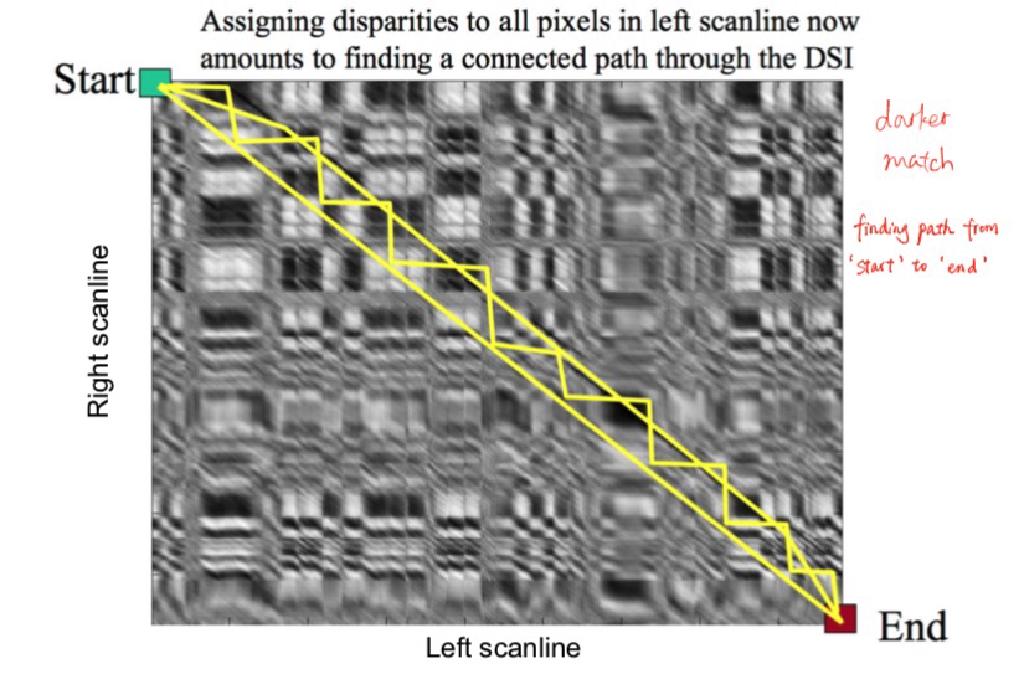 Assigning disparities to all pixels in left scanline now
amounts to finding a connected path through the DSI
Start
darker
match
finding path from
'start' to 'end'
Right scanline
End
Left scanline